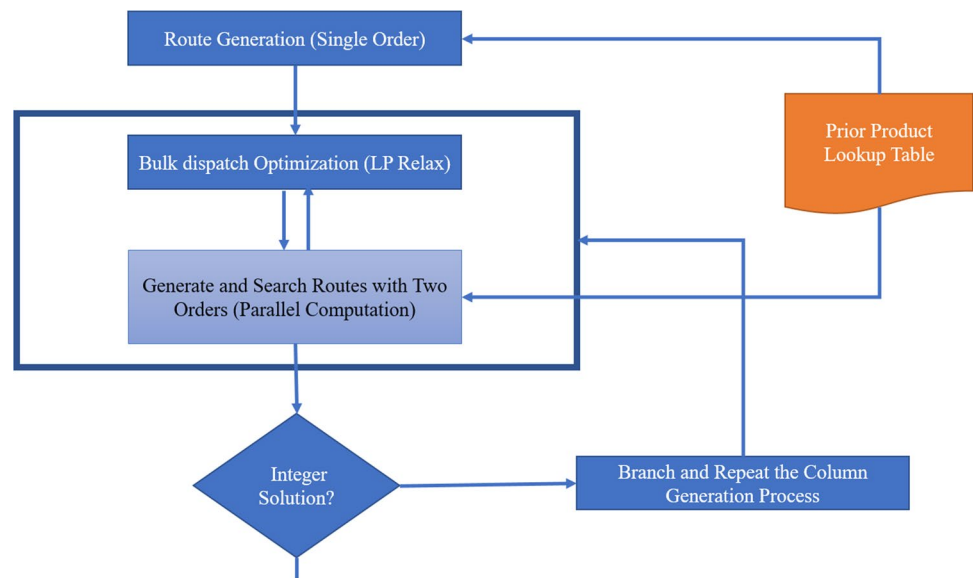 Route Generation (Single Order)
Prior Product
Lookup Table
Bulk dispatch Optimization (LP Relax)
Generate and Search Routes with Two
Orders (Parallel Computation)
Integer
Solution?
Branch and Repeat the Column
Generation Process